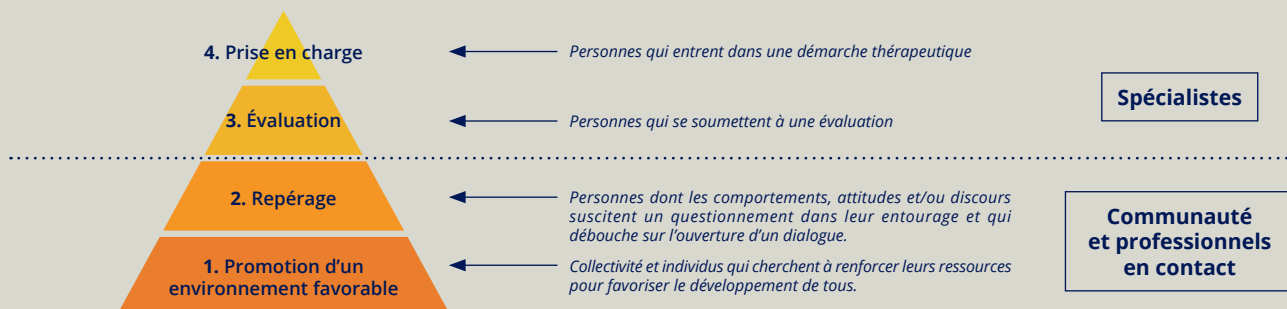 4. Prise en charge
Personnes qui entrent dans une démarche thérapeutique
Spécialistes
3. Évaluation
Personnes qui se soumettent à une évaluation
2. Repérage
Personnes dont les comportements, attitudes et/ou discours
suscitent un questionnement dans leur entourage et qui
débouche sur l'ouverture d'un dialogue.
Communauté
et professionnels
en contact
1. Promotion d'un
environnement favorable
Collectivité et individus qui cherchent à renforcer leurs ressources
pour favoriser le développement de tous.